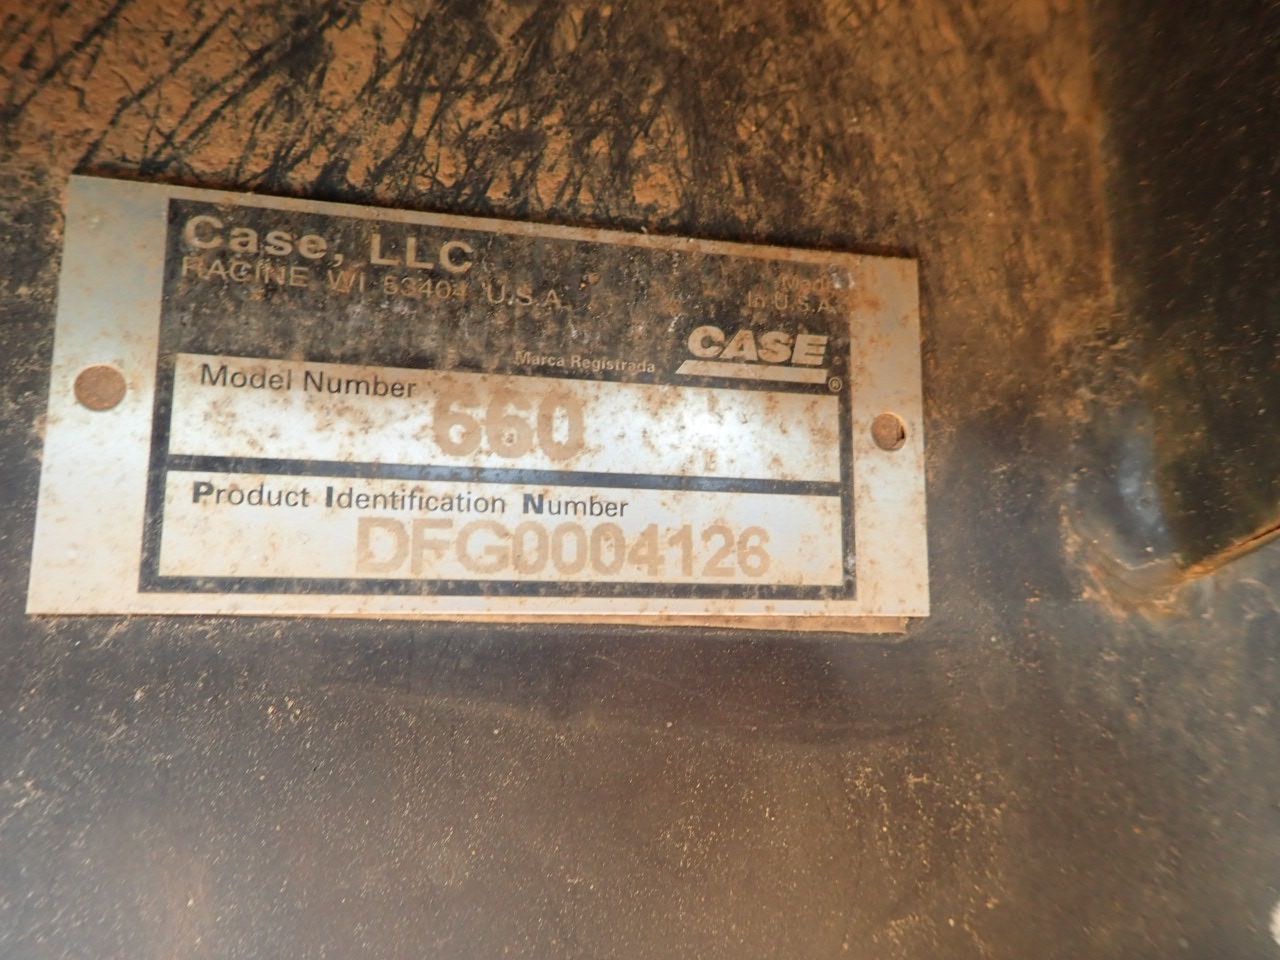 Case, LLC
RACINE WI 53404 U.S.A.
Made
In U.S.A.
Marca Registrada
CASE®
Model Number
660
Product Identification Number
DFG0004126